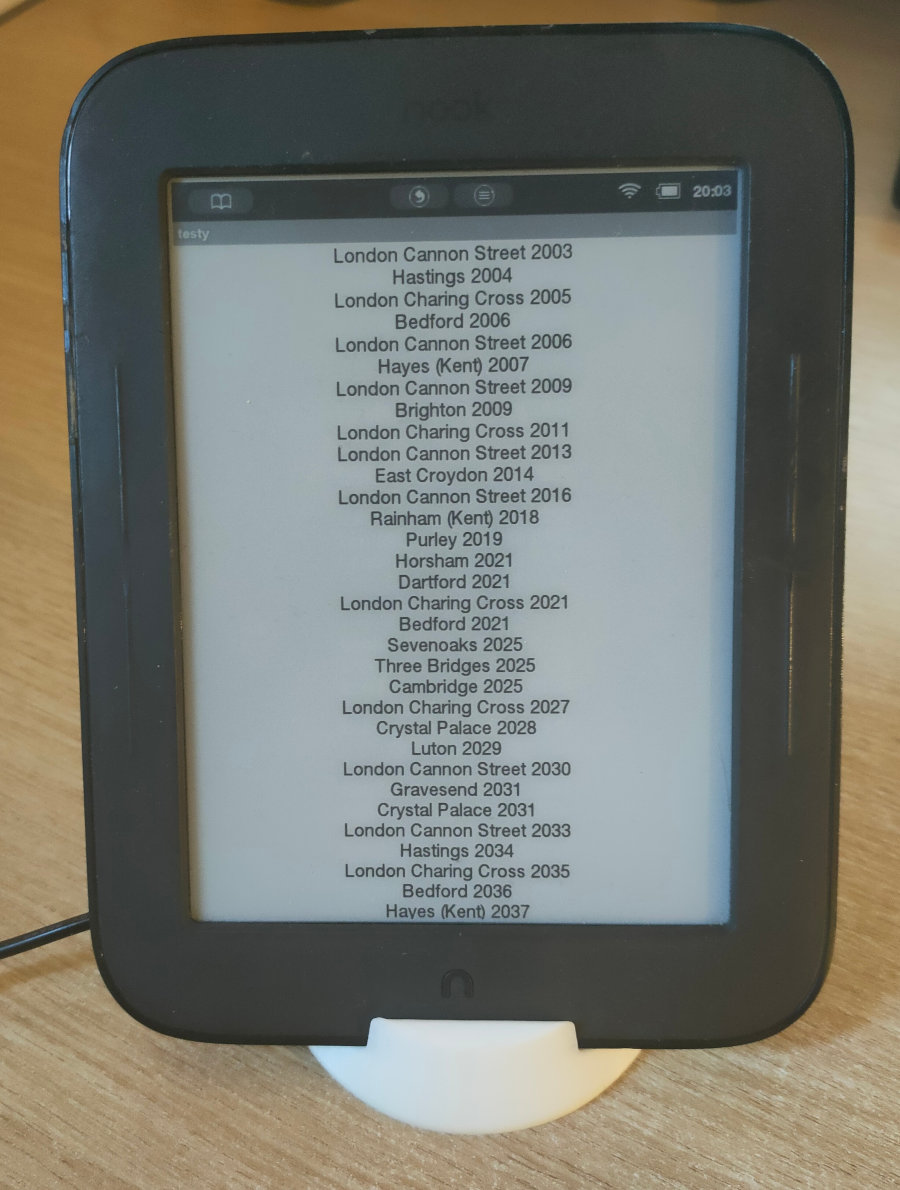 nook
20:03
testy
London Cannon Street 2003
Hastings 2004
London Charing Cross 2005
Bedford 2006
London Cannon Street 2006
Hayes (Kent) 2007
London Cannon Street 2009
Brighton 2009
London Charing Cross 2011
London Cannon Street 2013
East Croydon 2014
London Cannon Street 2016
Rainham (Kent) 2018
Purley 2019
Horsham 2021
Dartford 2021
London Charing Cross 2021
Bedford 2021
Sevenoaks 2025
Three Bridges 2025
Cambridge 2025
London Charing Cross 2027
Crystal Palace 2028
Luton 2029
London Cannon Street 2030
Gravesend 2031
Crystal Palace 2031
London Cannon Street 2033
Hastings 2034
London Charing Cross 2035
Bedford 2036
Hayes (Kent) 2037